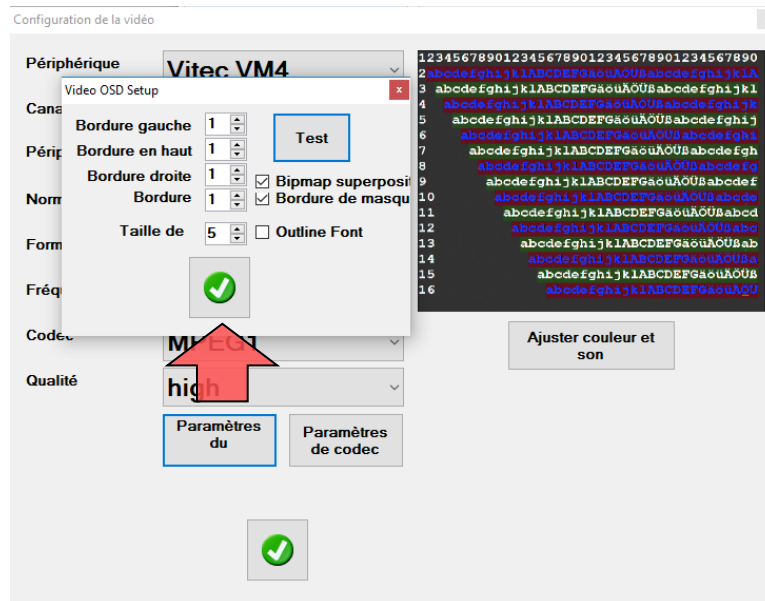 Configuration de la vidéo
Périphérique
Vitec VM4
Video OSD Setup
x
Cana
Bordure gauche 1
Test
Périp
Bordure en haut 1
Bordure droite 1
Bipmap superposit
Norm
Bordure 1
Bordure de masqu
Form
Taille de 5
Outline Font
Fréqu
Codec
MPEG1
Qualité
high
Paramètres
du
Paramètres
de codec
1234567890123456789012345678901234567890
2abcdefghijklABCDEFGäöüÄÖÜßabcdefghijklA
3 abcdefghijklABCDEFGäöüÄÖÜßabcdefghijkl
4  abcdefghijklABCDEFGäöüÄÖÜßabcdefghijk
5   abcdefghijklABCDEFGäöüÄÖÜßabcdefghij
6    abcdefghijklABCDEFGäöüÄÖÜßabcdefghi
7     abcdefghijklABCDEFGäöüÄÖÜßabcdefgh
8      abcdefghijklABCDEFGäöüÄÖÜßabcdefg
9       abcdefghijklABCDEFGäöüÄÖÜßabcdef
10       abcdefghijklABCDEFGäöüÄÖÜßabcde
11        abcdefghijklABCDEFGäöüÄÖÜßabcd
12         abcdefghijklABCDEFGäöüÄÖÜßabc
13          abcdefghijklABCDEFGäöüÄÖÜßab
14           abcdefghijklABCDEFGäöüÄÖÜßa
15            abcdefghijklABCDEFGäöüÄÖÜß
16             abcdefghijklABCDEFGäöüÄÖÜ
Ajuster couleur et
son